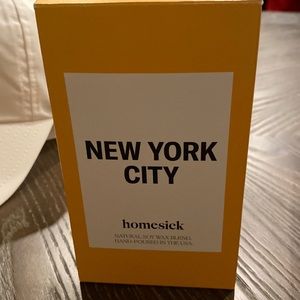 NEW YORK
CITY
homesick
NATURAL SOY WAX BLEND.
HAND-POURED IN THE USA.